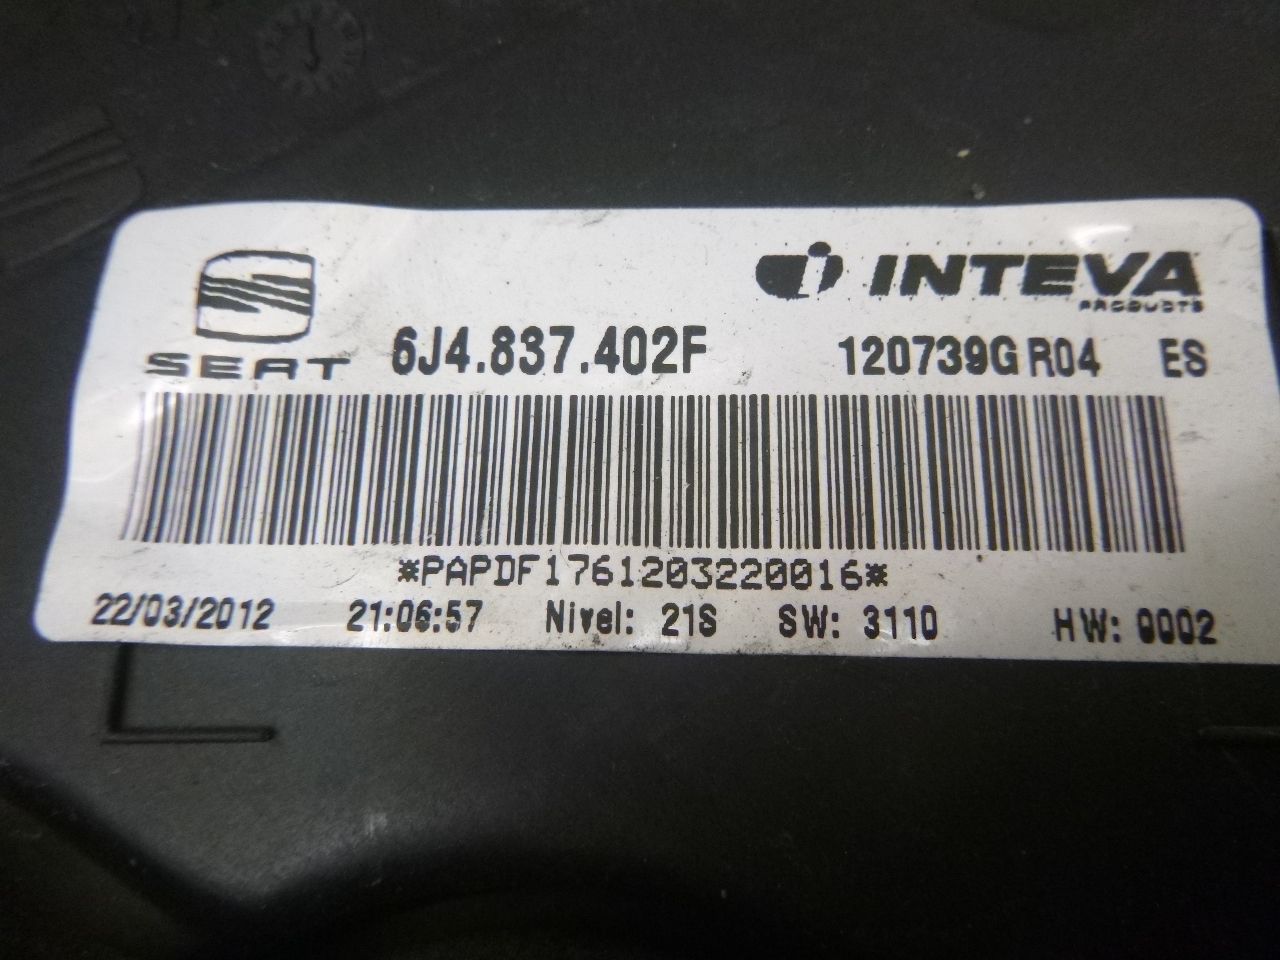 INTEVA
PRODUCTS
SEAT 6J4.837.402F 120739G R04 ES
*PAPDF1761203220016*
22/03/2012 21:06:57 Nivel: 21S SW: 3110 HW: 0002